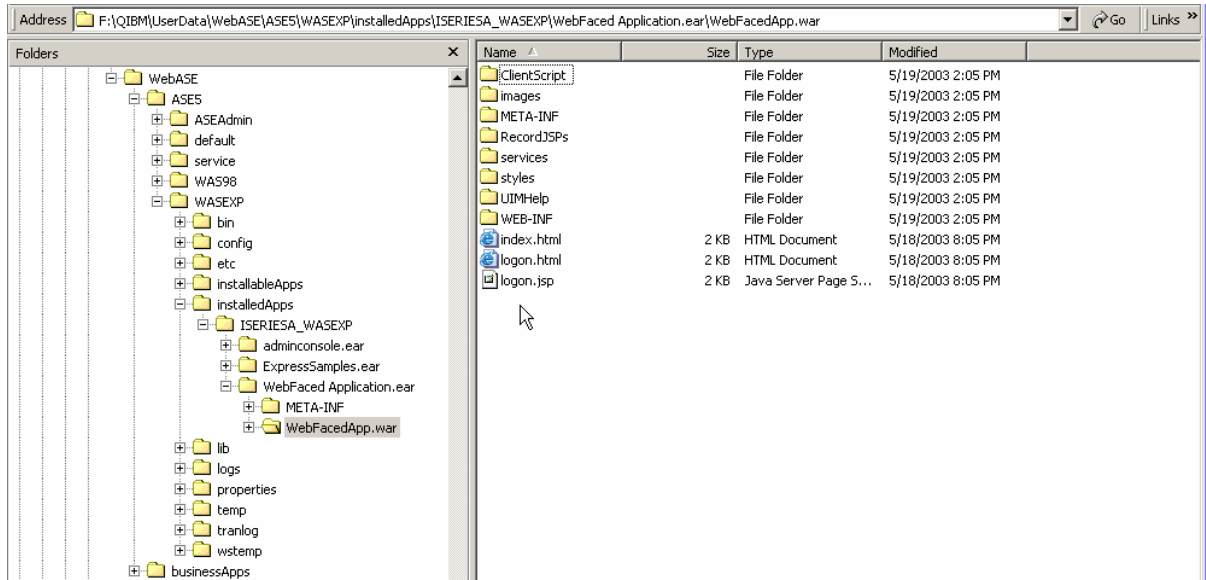 Address F:\QIBM\UserData\WebASE\ASE5\WASEXP\installedApps\ISERIESA_WASEXP\WebFaced Application.ear\WebFacedApp.war Go Links »
Folders x
WebASE
ASE5
ASEAdmin
default
service
WAS98
WASEXP
bin
config
etc
installableApps
installedApps
ISERIESA_WASEXP
adminconsole.ear
ExpressSamples.ear
WebFaced Application.ear
META-INF
WebFacedApp.war
lib
logs
properties
temp
tranlog
wstemp
businessApps
Name Size Type Modified
ClientScript File Folder 5/19/2003 2:05 PM
images File Folder 5/19/2003 2:05 PM
META-INF File Folder 5/19/2003 2:05 PM
RecordJSPs File Folder 5/19/2003 2:05 PM
services File Folder 5/19/2003 2:05 PM
styles File Folder 5/19/2003 2:05 PM
UIMHelp File Folder 5/19/2003 2:05 PM
WEB-INF File Folder 5/19/2003 2:05 PM
index.html 2 KB HTML Document 5/18/2003 8:05 PM
logon.html 2 KB HTML Document 5/18/2003 8:05 PM
logon.jsp 2 KB Java Server Page S... 5/18/2003 8:05 PM